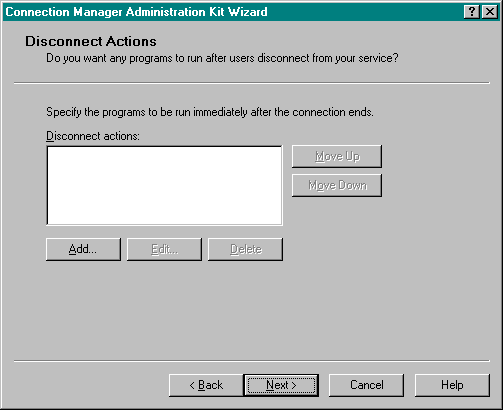 Connection Manager Administration Kit Wizard
Disconnect Actions
Do you want any programs to run after users disconnect from your service?
Specify the programs to be run immediately after the connection ends.
Disconnect actions:
Move Up
Move Down
Add... Edit... Delete
< Back Next > Cancel Help